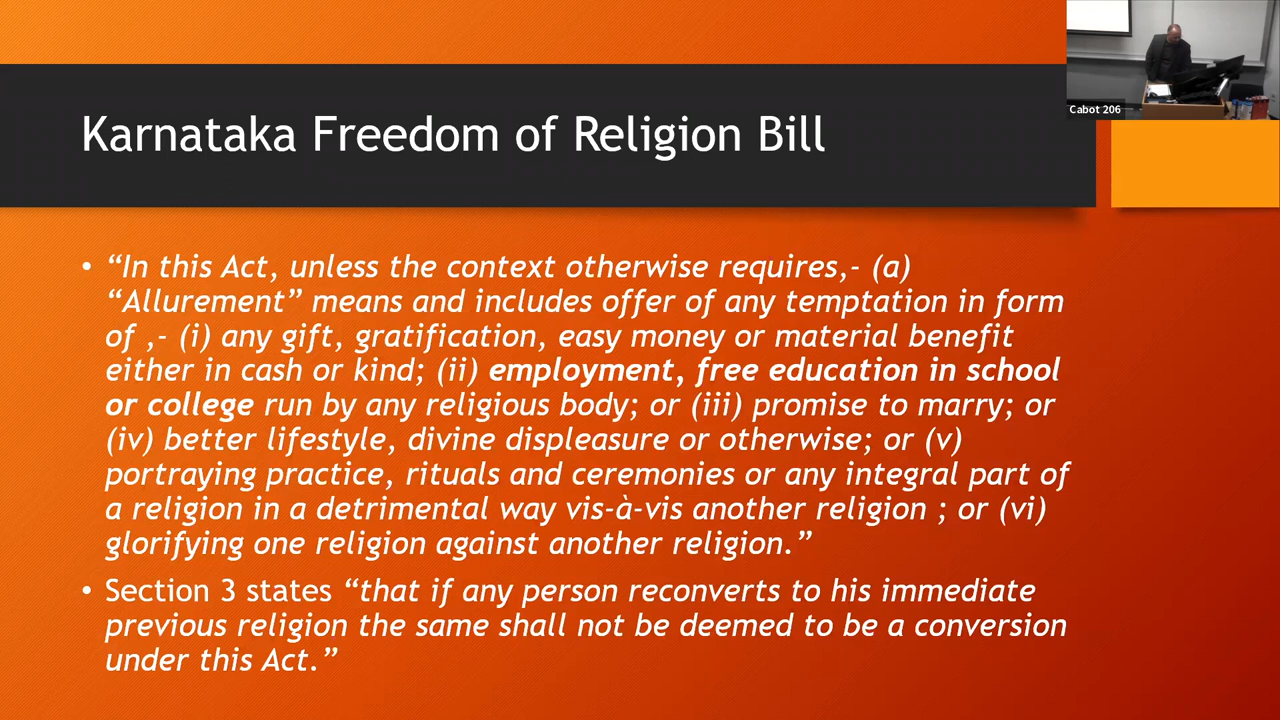 Cabot 206
Karnataka Freedom of Religion Bill
• “In this Act, unless the context otherwise requires,- (a)
“Allurement” means and includes offer of any temptation in form
of ,- (i) any gift, gratification, easy money or material benefit
either in cash or kind; (ii) employment, free education in school
or college run by any religious body; or (iii) promise to marry; or
(iv) better lifestyle, divine displeasure or otherwise; or (v)
portraying practice, rituals and ceremonies or any integral part of
a religion in a detrimental way vis-à-vis another religion ; or (vi)
glorifying one religion against another religion.”
• Section 3 states “that if any person reconverts to his immediate
previous religion the same shall not be deemed to be a conversion
under this Act.”